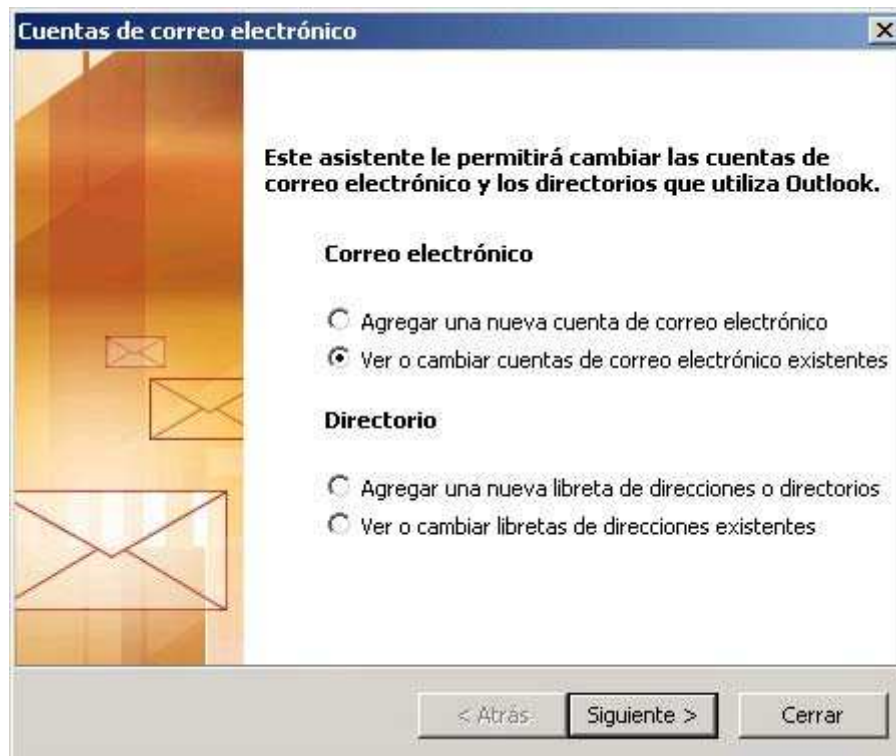 Cuentas de correo electrónico
Este asistente le permitirá cambiar las cuentas de
correo electrónico y los directorios que utiliza Outlook.
Correo electrónico
Agregar una nueva cuenta de correo electrónico
Ver o cambiar cuentas de correo electrónico existentes
Directorio
Agregar una nueva libreta de direcciones o directorios
Ver o cambiar libretas de direcciones existentes
< Atrás
Siguiente >
Cerrar